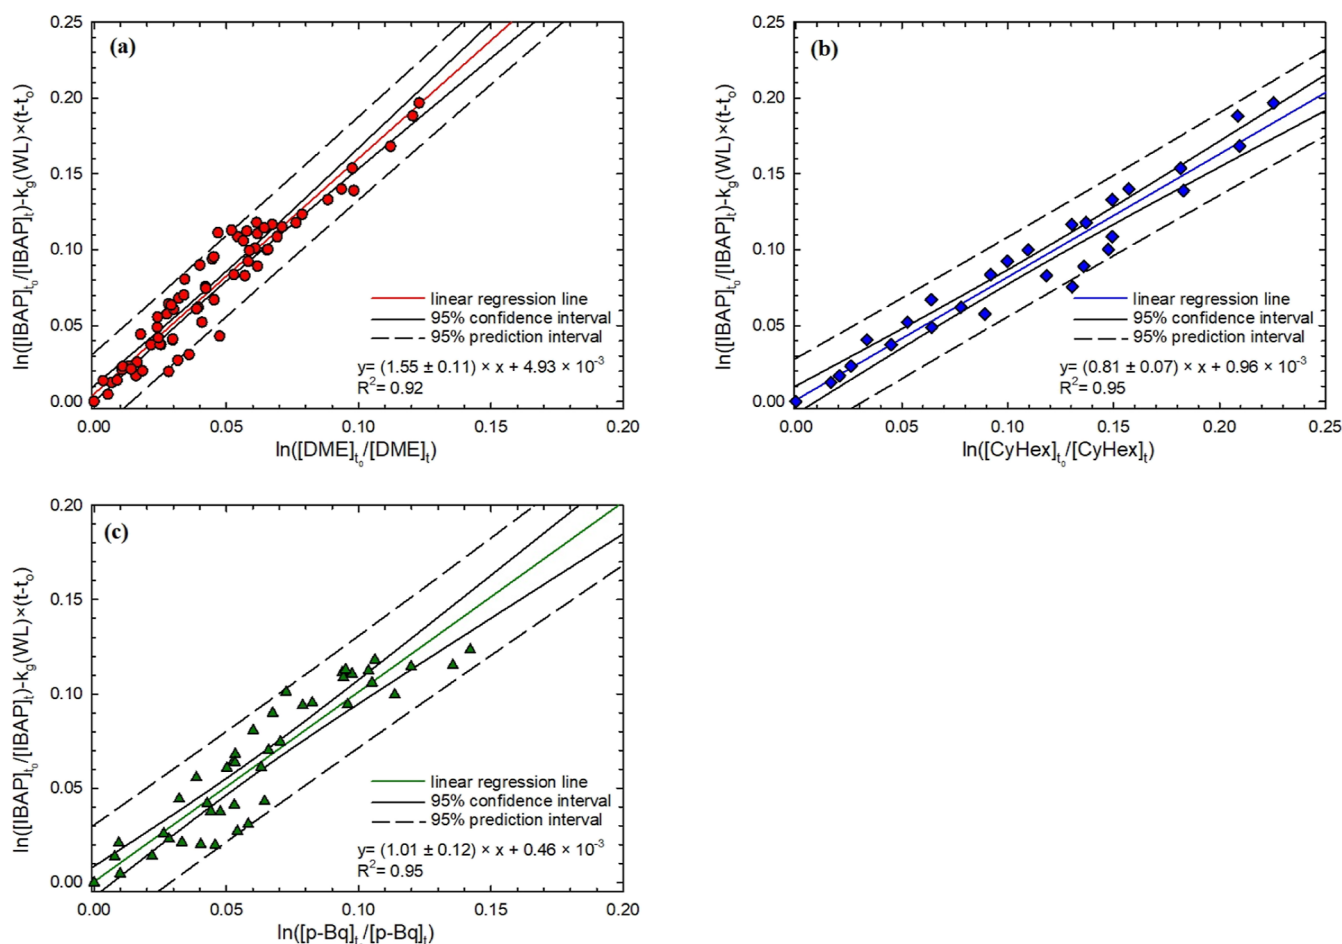 (a)
ln([IBAP]t0/[IBAP]t)-kg(WL)×(t-to)
0.25
0.20
0.15
0.10
0.05
0.00
linear regression line
95% confidence interval
95% prediction interval
y= (1.55 ± 0.11) × x + 4.93 × 10-3
R2= 0.92
0.00 0.05 0.10 0.15 0.20
ln([DME]t0/[DME]t)
(b)
ln([IBAP]t0/[IBAP]t)-kg(WL)×(t-to)
0.25
0.20
0.15
0.10
0.05
0.00
linear regression line
95% confidence interval
95% prediction interval
y= (0.81 ± 0.07) × x + 0.96 × 10-3
R2= 0.95
0.00 0.05 0.10 0.15 0.20 0.25
ln([CyHex]t0/[CyHex]t)
(c)
ln([IBAP]t0/[IBAP]t)-kg(WL)×(t-to)
0.20
0.15
0.10
0.05
0.00
linear regression line
95% confidence interval
95% prediction interval
y= (1.01 ± 0.12) × x + 0.46 × 10-3
R2= 0.95
0.00 0.05 0.10 0.15 0.20
ln([p-Bq]t/[p-Bq]t)